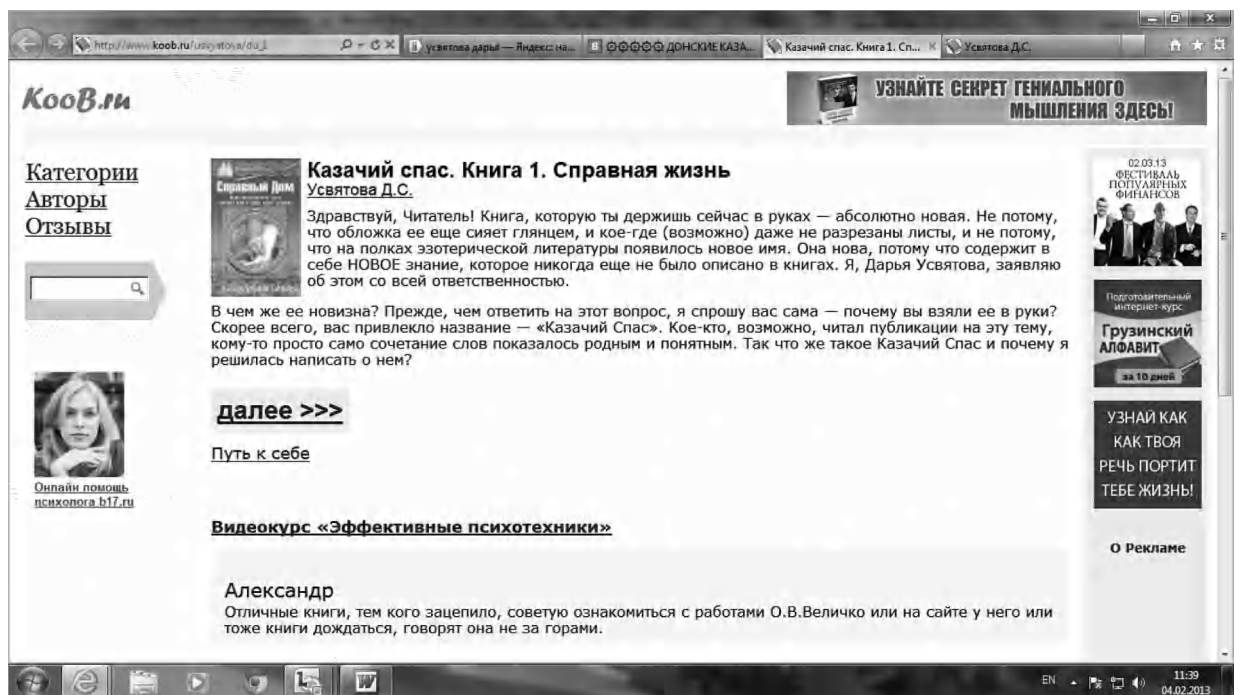 http://www.koob.ru/usvyatova/du_1
усвятова дарья — Яндекс: на...
ДОНСКИЕ КАЗА...
Казачий спас. Книга 1. Сп...
Усвятова Д.С.
KooB.ru
УЗНАЙТЕ СЕКРЕТ ГЕНИАЛЬНОГО
МЫШЛЕНИЯ ЗДЕСЬ!
Категории
Авторы
Отзывы
Онлайн помощь
психолога b17.ru
Справный Дом
Казачий спас. Книга 1. Справная жизнь
Усвятова Д.С.
Здравствуй, Читатель! Книга, которую ты держишь сейчас в руках — абсолютно новая. Не потому,
что обложка ее еще сияет глянцем, и кое-где (возможно) даже не разрезаны листы, и не потому,
что на полках эзотерической литературы появилось новое имя. Она нова, потому что содержит в
себе НОВОЕ знание, которое никогда еще не было описано в книгах. Я, Дарья Усвятова, заявляю
об этом со всей ответственностью.
В чем же ее новизна? Прежде, чем ответить на этот вопрос, я спрошу вас сама — почему вы взяли ее в руки?
Скорее всего, вас привлекло название — «Казачий Спас». Кое-кто, возможно, читал публикации на эту тему,
кому-то просто само сочетание слов показалось родным и понятным. Так что же такое Казачий Спас и почему я
решилась написать о нем?
далее >>>
Путь к себе
Видеокурс «Эффективные психотехники»
Александр
Отличные книги, тем кого зацепило, советую ознакомиться с работами О.В.Величко или на сайте у него или
тоже книги дождаться, говорят она не за горами.
02.03.13
ФЕСТИВАЛЬ
ПОПУЛЯРНЫХ
ФИНАНСОВ
Подготовительный
интернет-курс
Грузинский
АЛФАВИТ
за 10 дней
УЗНАЙ КАК
КАК ТВОЯ
РЕЧЬ ПОРТИТ
ТЕБЕ ЖИЗНЬ!
О Рекламе
EN
11:39
04.02.2013